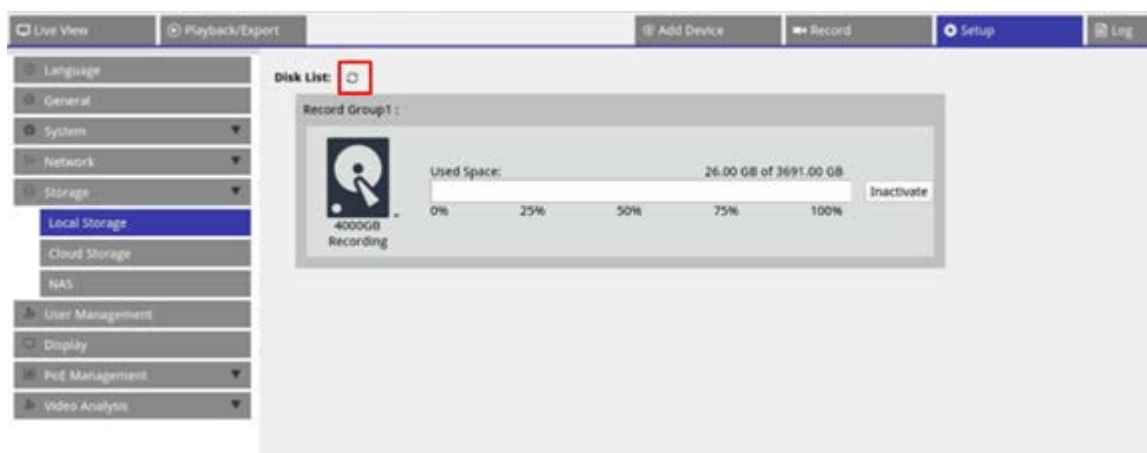 Live View
Playback/Export
Add Device
Record
Setup
Log
Language
General
System
Network
Storage
Local Storage
Cloud Storage
NAS
User Management
Display
PoE Management
Video Analysis
Disk List:
Record Group1 :
Used Space: 26.00 GB of 3691.00 GB
Inactivate
0% 25% 50% 75% 100%
4000GB
Recording